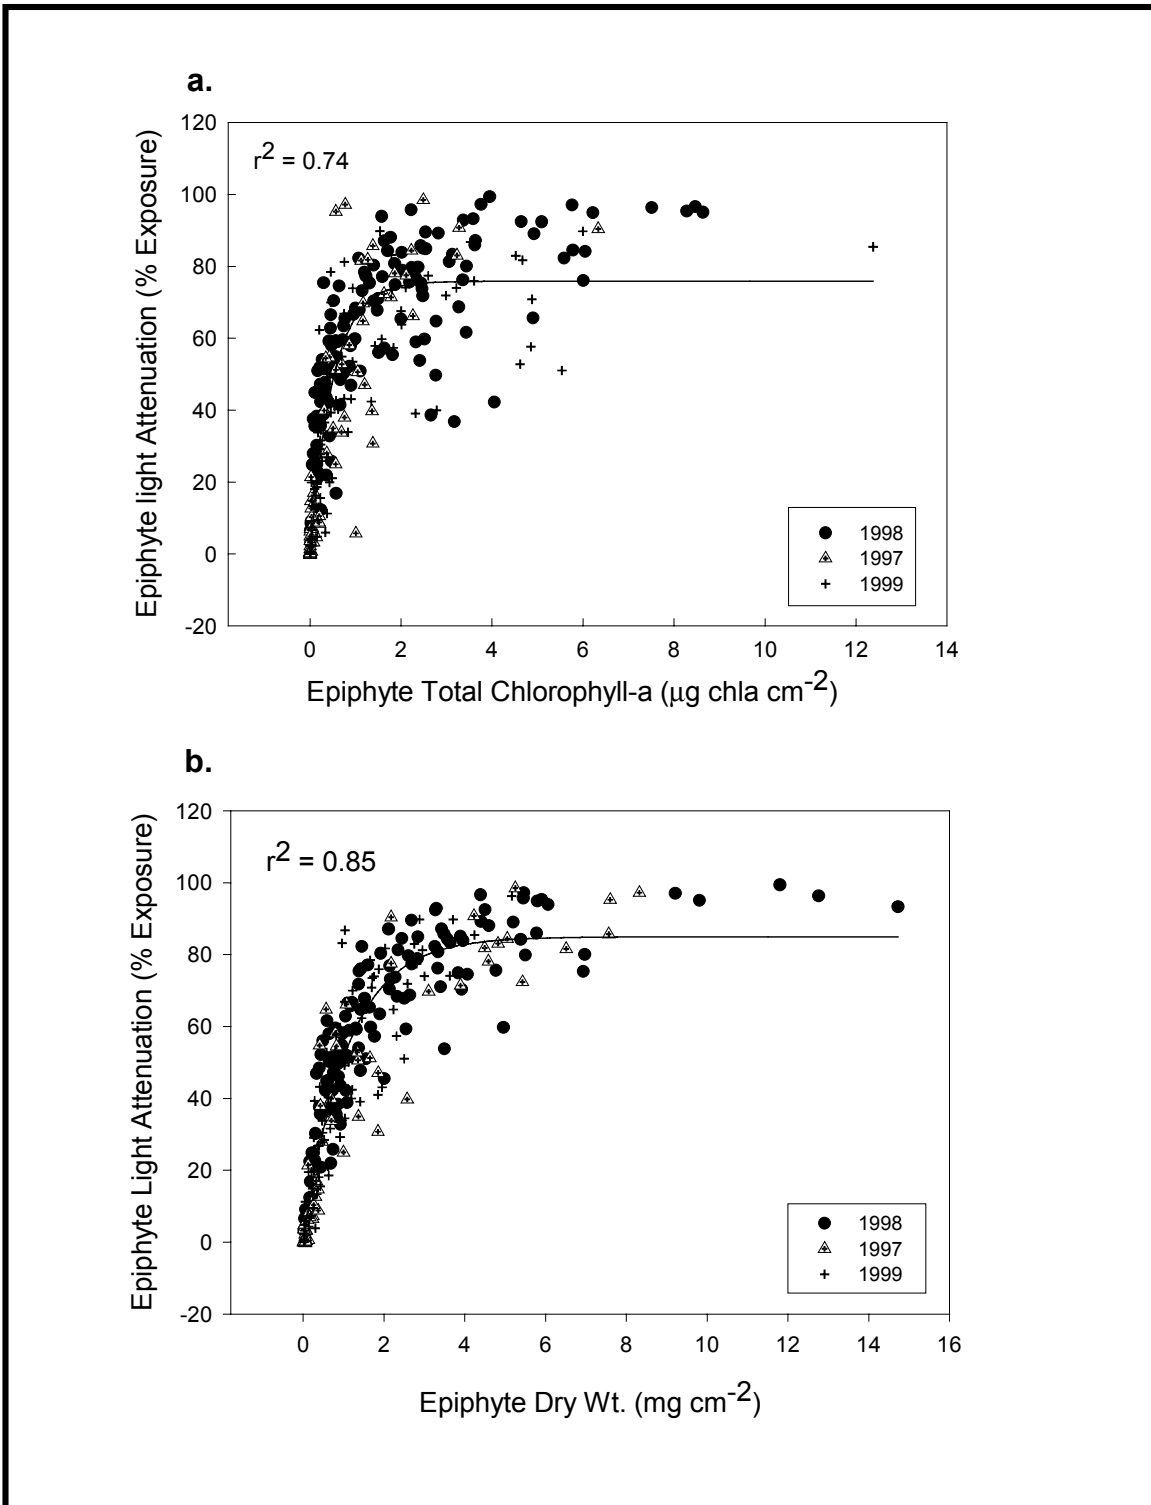 a.
r2 = 0.74
Epiphyte light Attenuation (% Exposure)
120
100
80
60
40
20
0
-20
1998
1997
1999
0 2 4 6 8 10 12 14
Epiphyte Total Chlorophyll-a (μg chla cm-2)
b.
r2 = 0.85
Epiphyte Light Attenuation (% Exposure)
120
100
80
60
40
20
0
-20
1998
1997
1999
0 2 4 6 8 10 12 14 16
Epiphyte Dry Wt. (mg cm-2)